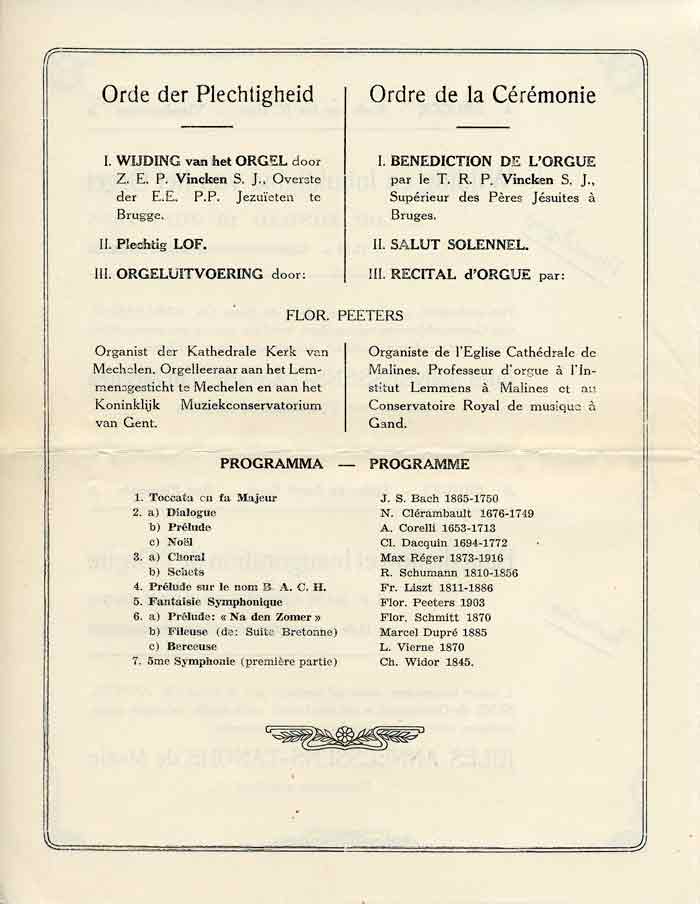 Orde der Plechtigheid
I. WIJDING van het ORGEL door
Z. E. P. Vincken S. J., Overste
der E.E. P.P. Jezuïeten te
Brugge.
II. Plechtig LOF.
III. ORGELUITVOERING door:
Ordre de la Cérémonie
I. BENEDICTION DE L'ORGUE
par le T. R. P. Vincken S. J.,
Supérieur des Pères Jésuites à
Bruges.
II. SALUT SOLENNEL.
III. RECITAL d'ORGUE par:
FLOR. PEETERS
Organist der Kathedrale Kerk van
Mechelen. Orgelleeraar aan het Lem-
mensgesticht te Mechelen en aan het
Koninklijk Muziekconservatorium
van Gent.
Organiste de l'Eglise Cathédrale de
Malines. Professeur d'orgue à l'In-
stitut Lemmens à Malines et au
Conservatoire Royal de musique à
Gand.
PROGRAMMA — PROGRAMME
1. Toccata en fa Majeur J. S. Bach 1865-1750
2. a) Dialogue N. Clérambault 1676-1749
b) Prélude A. Corelli 1653-1713
c) Noël Cl. Dacquin 1694-1772
3. a) Choral Max Réger 1873-1916
b) Schets R. Schumann 1810-1856
4. Prélude sur le nom B. A. C. H. Fr. Liszt 1811-1886
5. Fantaisie Symphonique Flor. Peeters 1903
6. a) Prélude: « Na den Zomer » Flor. Schmitt 1870
b) Fileuse (de: Suite Bretonne) Marcel Dupré 1885
c) Berceuse L. Vierne 1870
7. 5me Symphonie (première partie) Ch. Widor 1845.